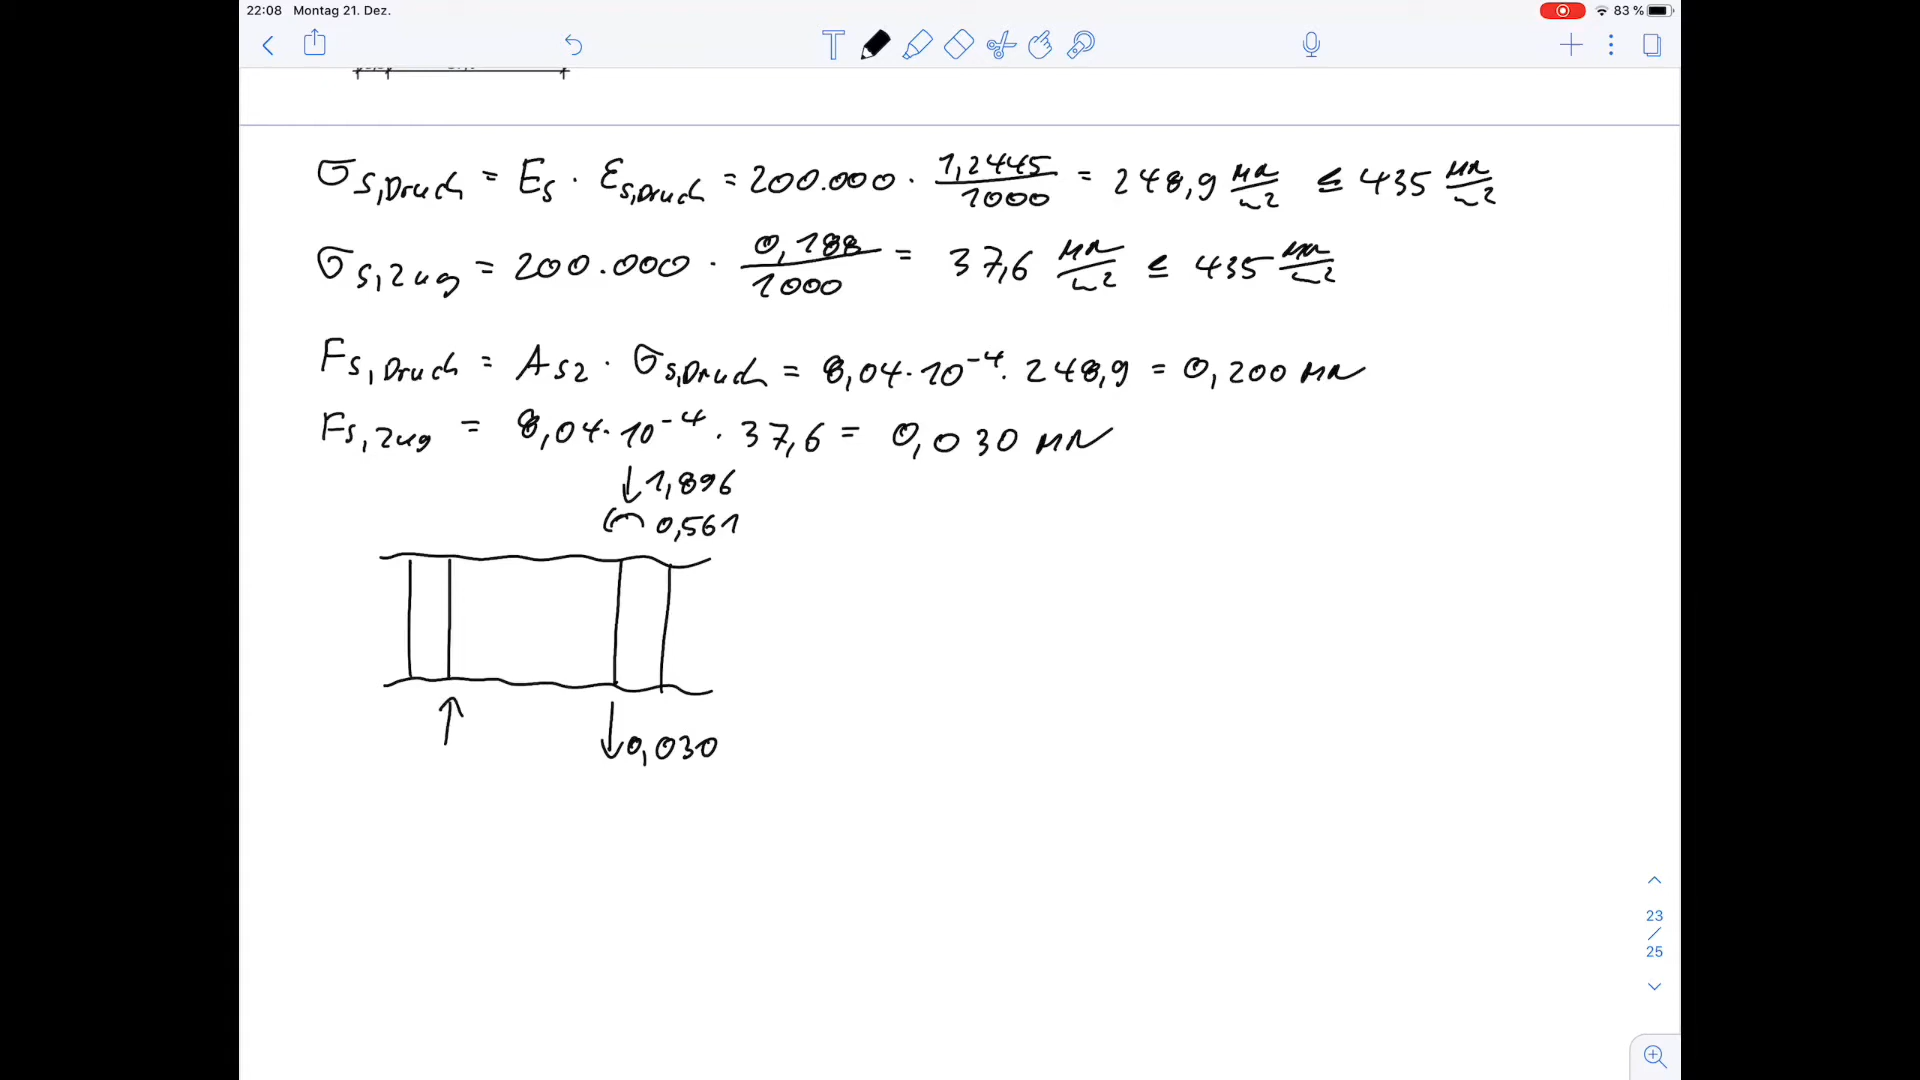 22:08 Montag 21. Dez. 83 %
T
σs,Druck = Es · εs,Druck = 200.000 · 1,2445/1000 = 248,9 MN/m² ≤ 435 MN/m²
σs,Zug = 200.000 · 0,188/1000 = 37,6 MN/m² ≤ 435 MN/m²
Fs,Druck = As2 · σs,Druck = 8,04·10⁻⁴ · 248,9 = 0,200 MN
Fs,Zug = 8,04·10⁻⁴ · 37,6 = 0,030 MN
↓1,896
0,561
↓0,030
23
/
25